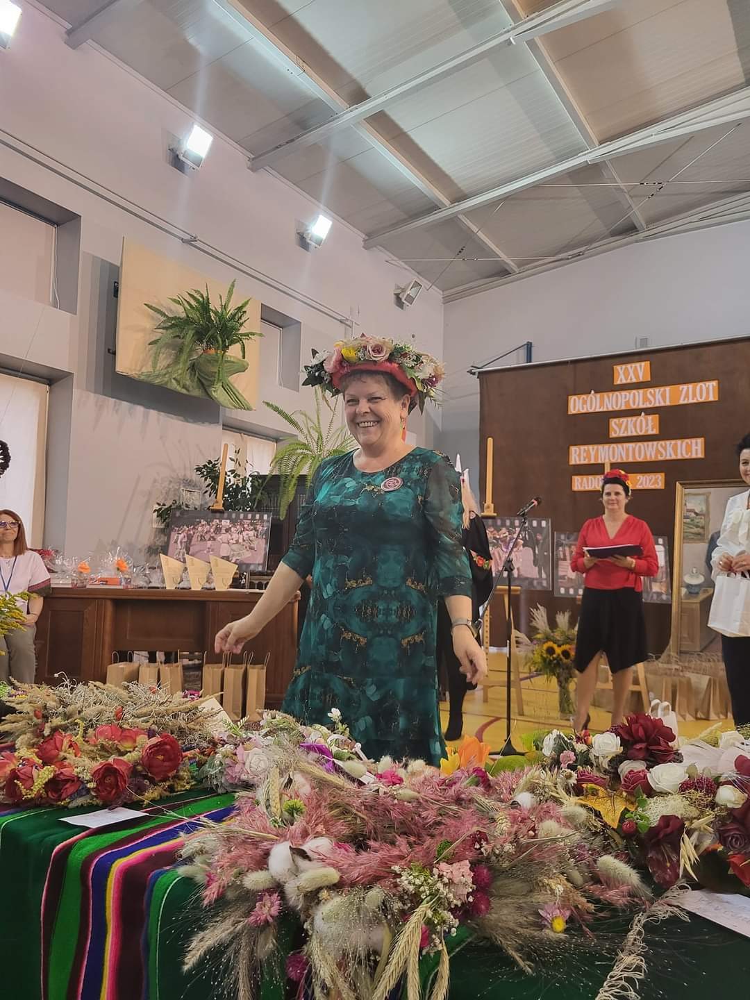 XXV
OGÓLNOPOLSKI ZLOT
SZKÓŁ
REYMONTOWSKICH
2023